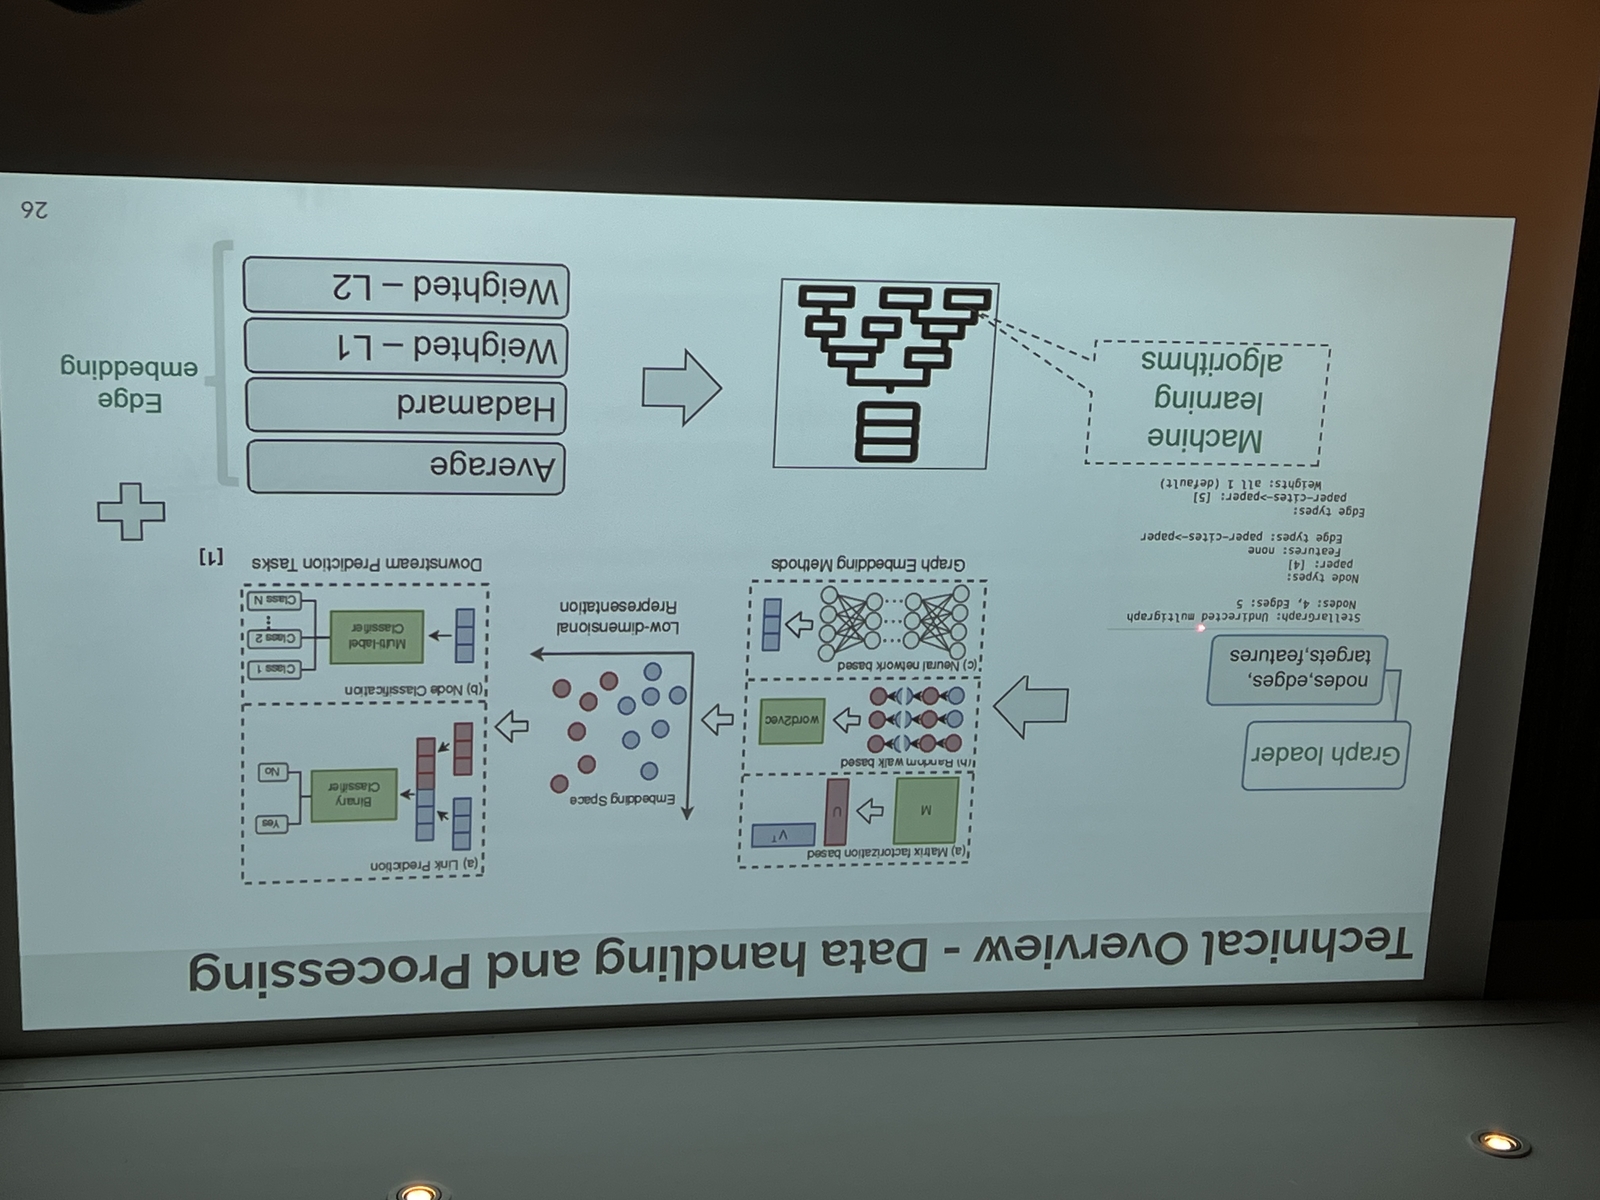 Technical Overview - Data handling and Processing
Graph loader
nodes,edges,
targets,features
StellarGraph: Undirected multigraph
Nodes: 4, Edges: 5
Node types:
paper: [4]
Features: none
Edge types: paper-cites->paper
Edge types:
paper-cites->paper: [5]
Weights: all 1 (default)
(a) Matrix factorization based
M
U
V^T
(b) Random walk based
word2vec
(c) Neural network based
Graph Embedding Methods
Embedding Space
Low-dimensional
Rrepresentation
(a) Link Prediction
Binary
Classifier
Yes
No
(b) Node Classification
Multi-label
Classifier
Class 1
Class 2
Class N
Downstream Prediction Tasks
[1]
Average
Hadamard
Weighted – L1
Weighted – L2
Edge
embedding
Machine
learning
algorithms
26